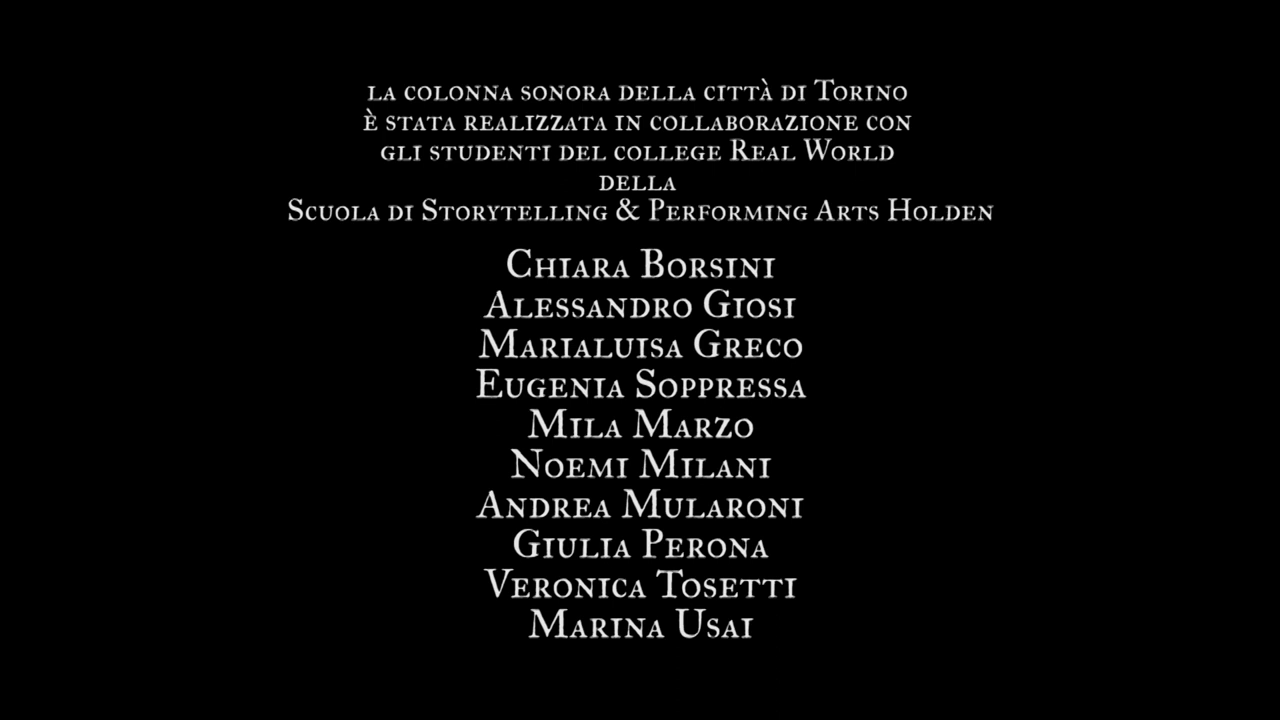 la colonna sonora della città di Torino
è stata realizzata in collaborazione con
gli studenti del college Real World
della
Scuola di Storytelling & Performing Arts Holden
Chiara Borsini
Alessandro Giosi
Marialuisa Greco
Eugenia Soppressa
Mila Marzo
Noemi Milani
Andrea Mularoni
Giulia Perona
Veronica Tosetti
Marina Usai